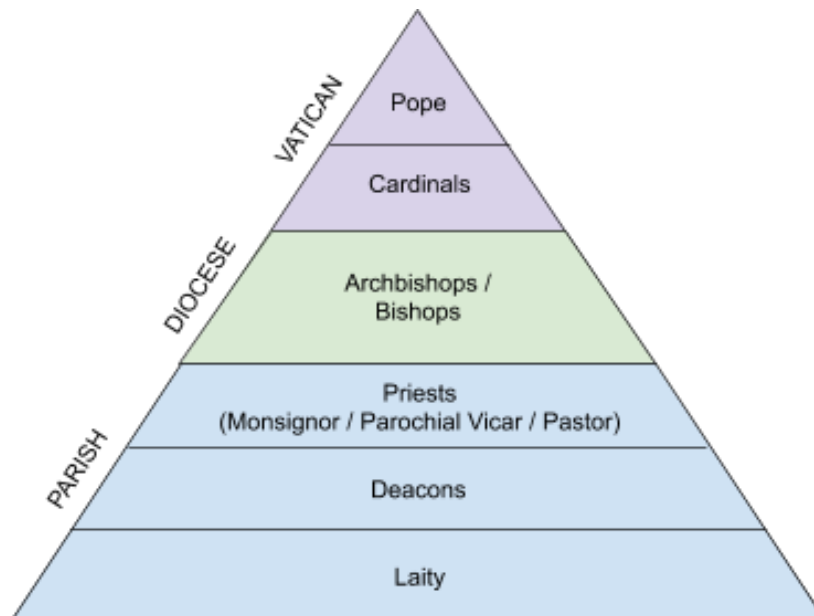 VATICAN
Pope
Cardinals
DIOCESE
Archbishops /
Bishops
PARISH
Priests
(Monsignor / Parochial Vicar / Pastor)
Deacons
Laity